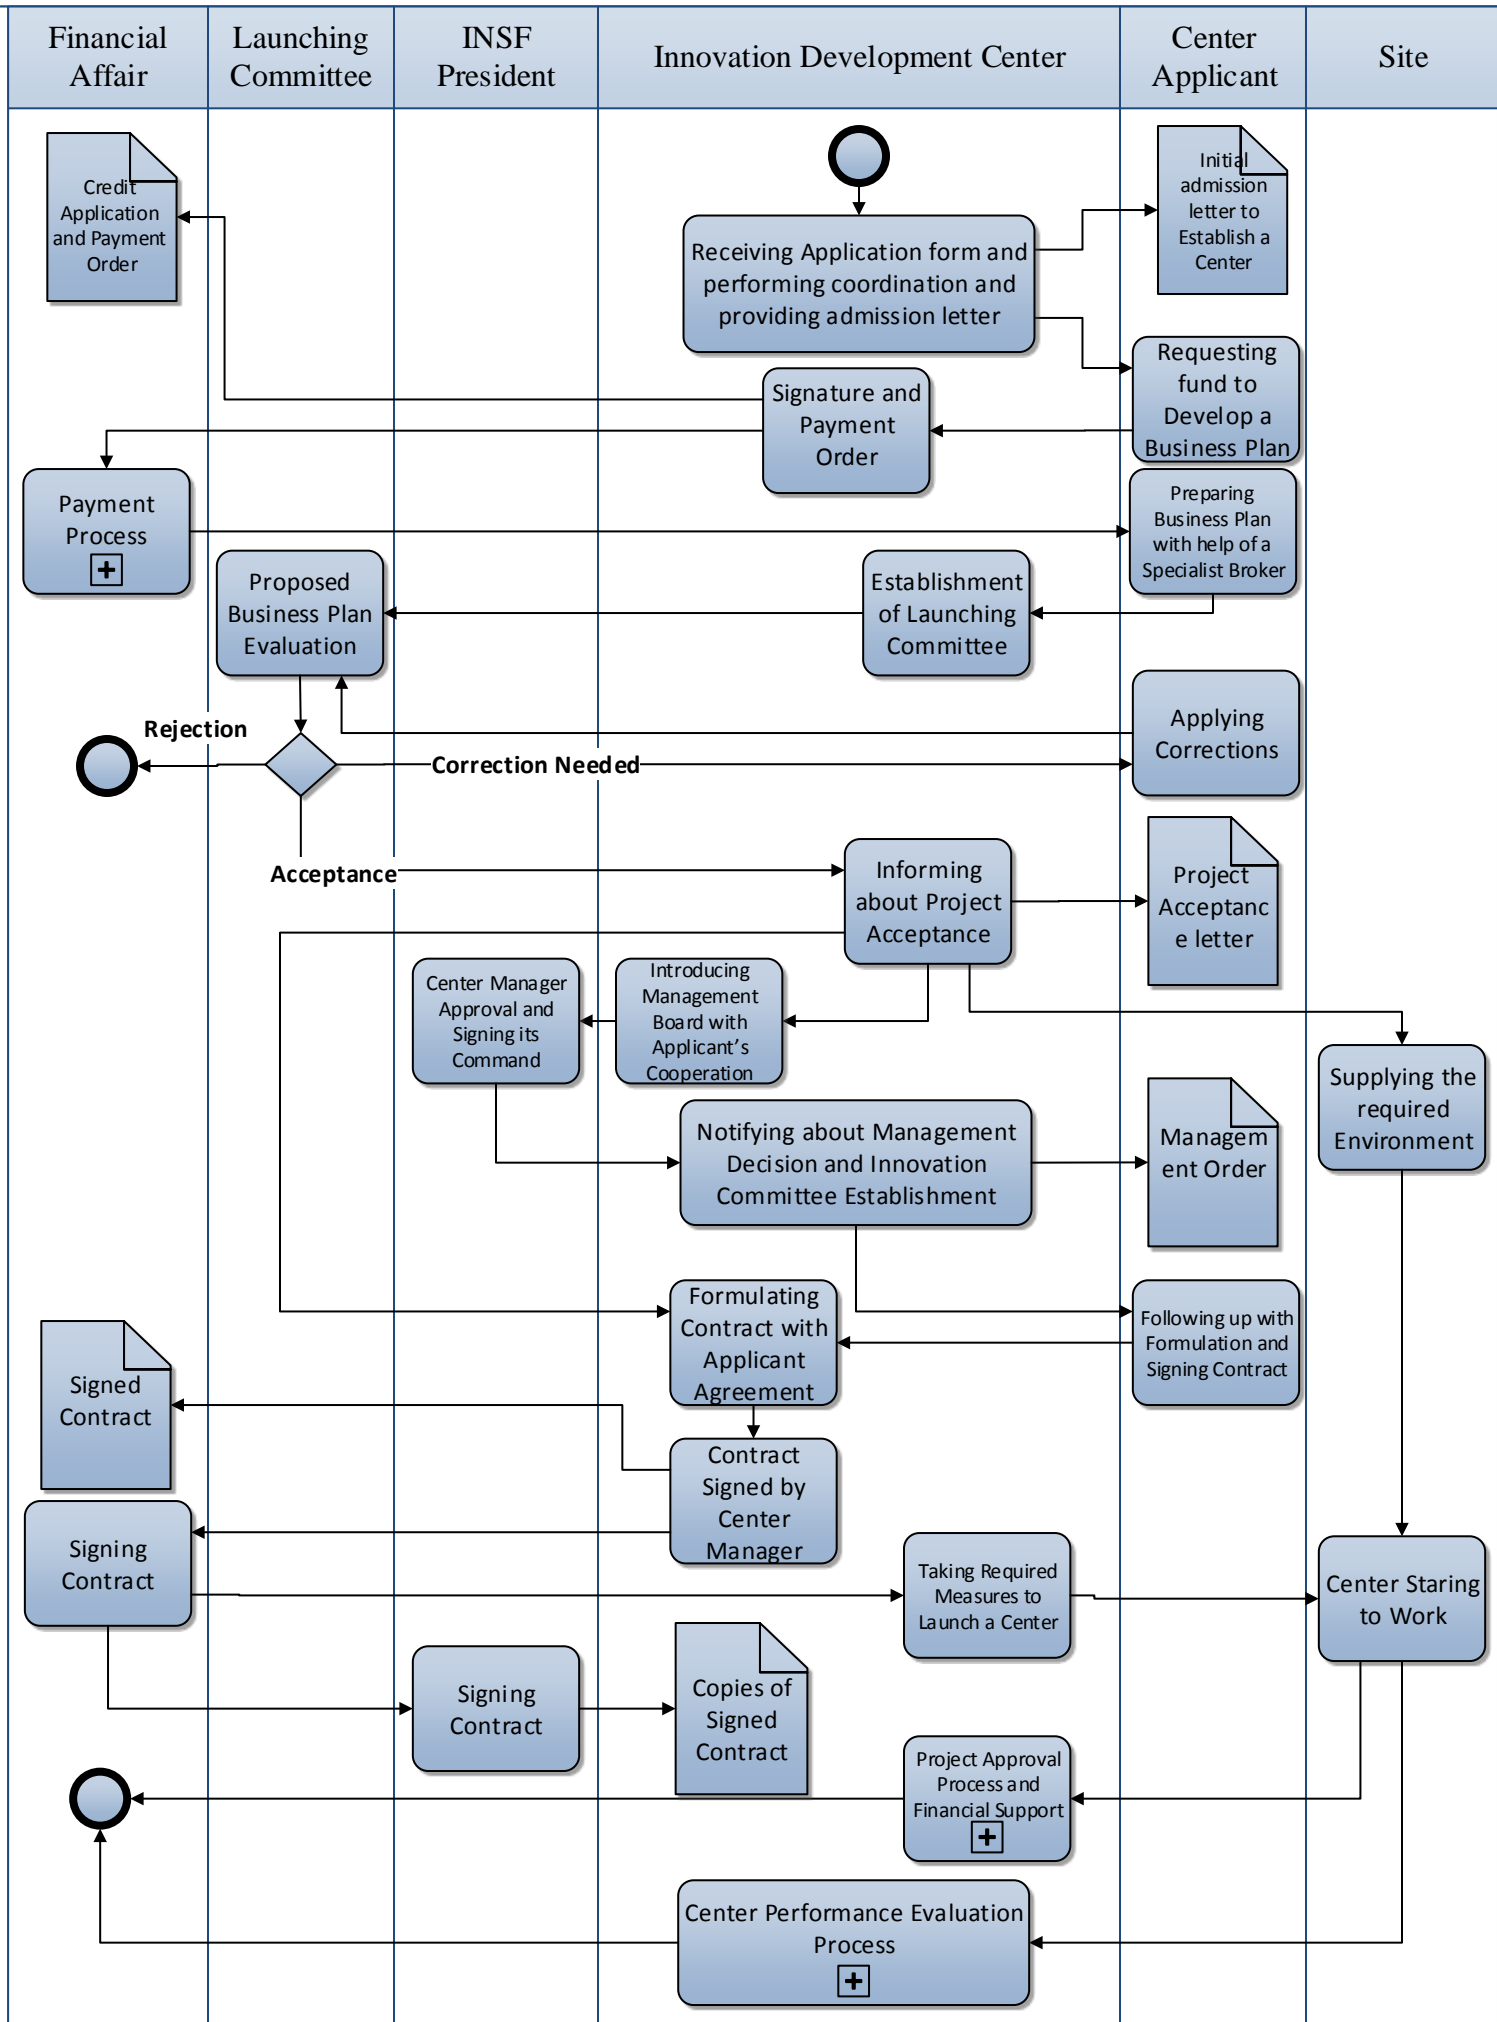 Financial
Affair
Launching
Committee
INSF
President
Innovation Development Center
Center
Applicant
Site
Credit
Application
and Payment
Order
Initial
admission
letter to
Establish a
Center
Receiving Application form and
performing coordination and
providing admission letter
Requesting
fund to
Develop a
Business Plan
Signature and
Payment
Order
Payment
Process
Preparing
Business Plan
with help of a
Specialist Broker
Proposed
Business Plan
Evaluation
Establishment
of Launching
Committee
Applying
Corrections
Rejection
Correction Needed
Acceptance
Informing
about Project
Acceptance
Project
Acceptanc
e letter
Center Manager
Approval and
Signing its
Command
Introducing
Management
Board with
Applicant’s
Cooperation
Supplying the
required
Environment
Notifying about Management
Decision and Innovation
Committee Establishment
Managem
ent Order
Formulating
Contract with
Applicant
Agreement
Following up with
Formulation and
Signing Contract
Signed
Contract
Contract
Signed by
Center
Manager
Signing
Contract
Taking Required
Measures to
Launch a Center
Center Staring
to Work
Signing
Contract
Copies of
Signed
Contract
Project Approval
Process and
Financial Support
Center Performance Evaluation
Process